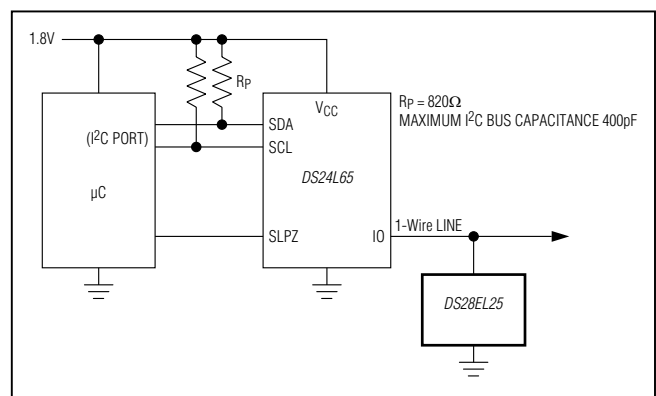 1.8V
RP
VCC
RP = 820Ω
MAXIMUM I2C BUS CAPACITANCE 400pF
(I2C PORT)
SDA
SCL
DS24L65
µC
SLPZ
IO
1-Wire LINE
DS28EL25